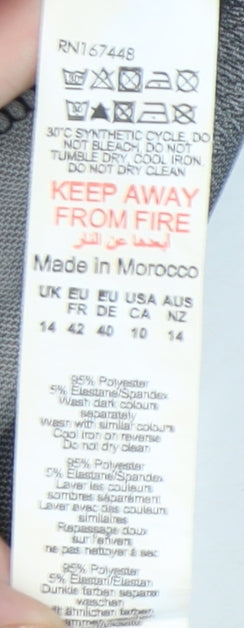 RN167448
30°C SYNTHETIC CYCLE, DO
NOT BLEACH, DO NOT
TUMBLE DRY, COOL IRON
DO NOT DRY CLEAN
KEEP AWAY
FROM FIRE
أبعدها عن النار
Made in Morocco
UK EU EU USA AUS
FR DE CA NZ
14 42 40 10 14
95% Polyester
5% Elastane/Spandex
Wash dark colours
separately
Wash with similar colours
Cool iron on reverse
Do not dry clean
95% Polyester
5% Elastane/Spandex
Laver les couleurs
sombres séparément
Laver avec des couleurs
similaires
Repassage doux
sur l'envers
ne pas nettoyer à sec
95% Polyester
5% Elastan/Elastan
Dunkle farben separat
waschen
ähnlichen farben